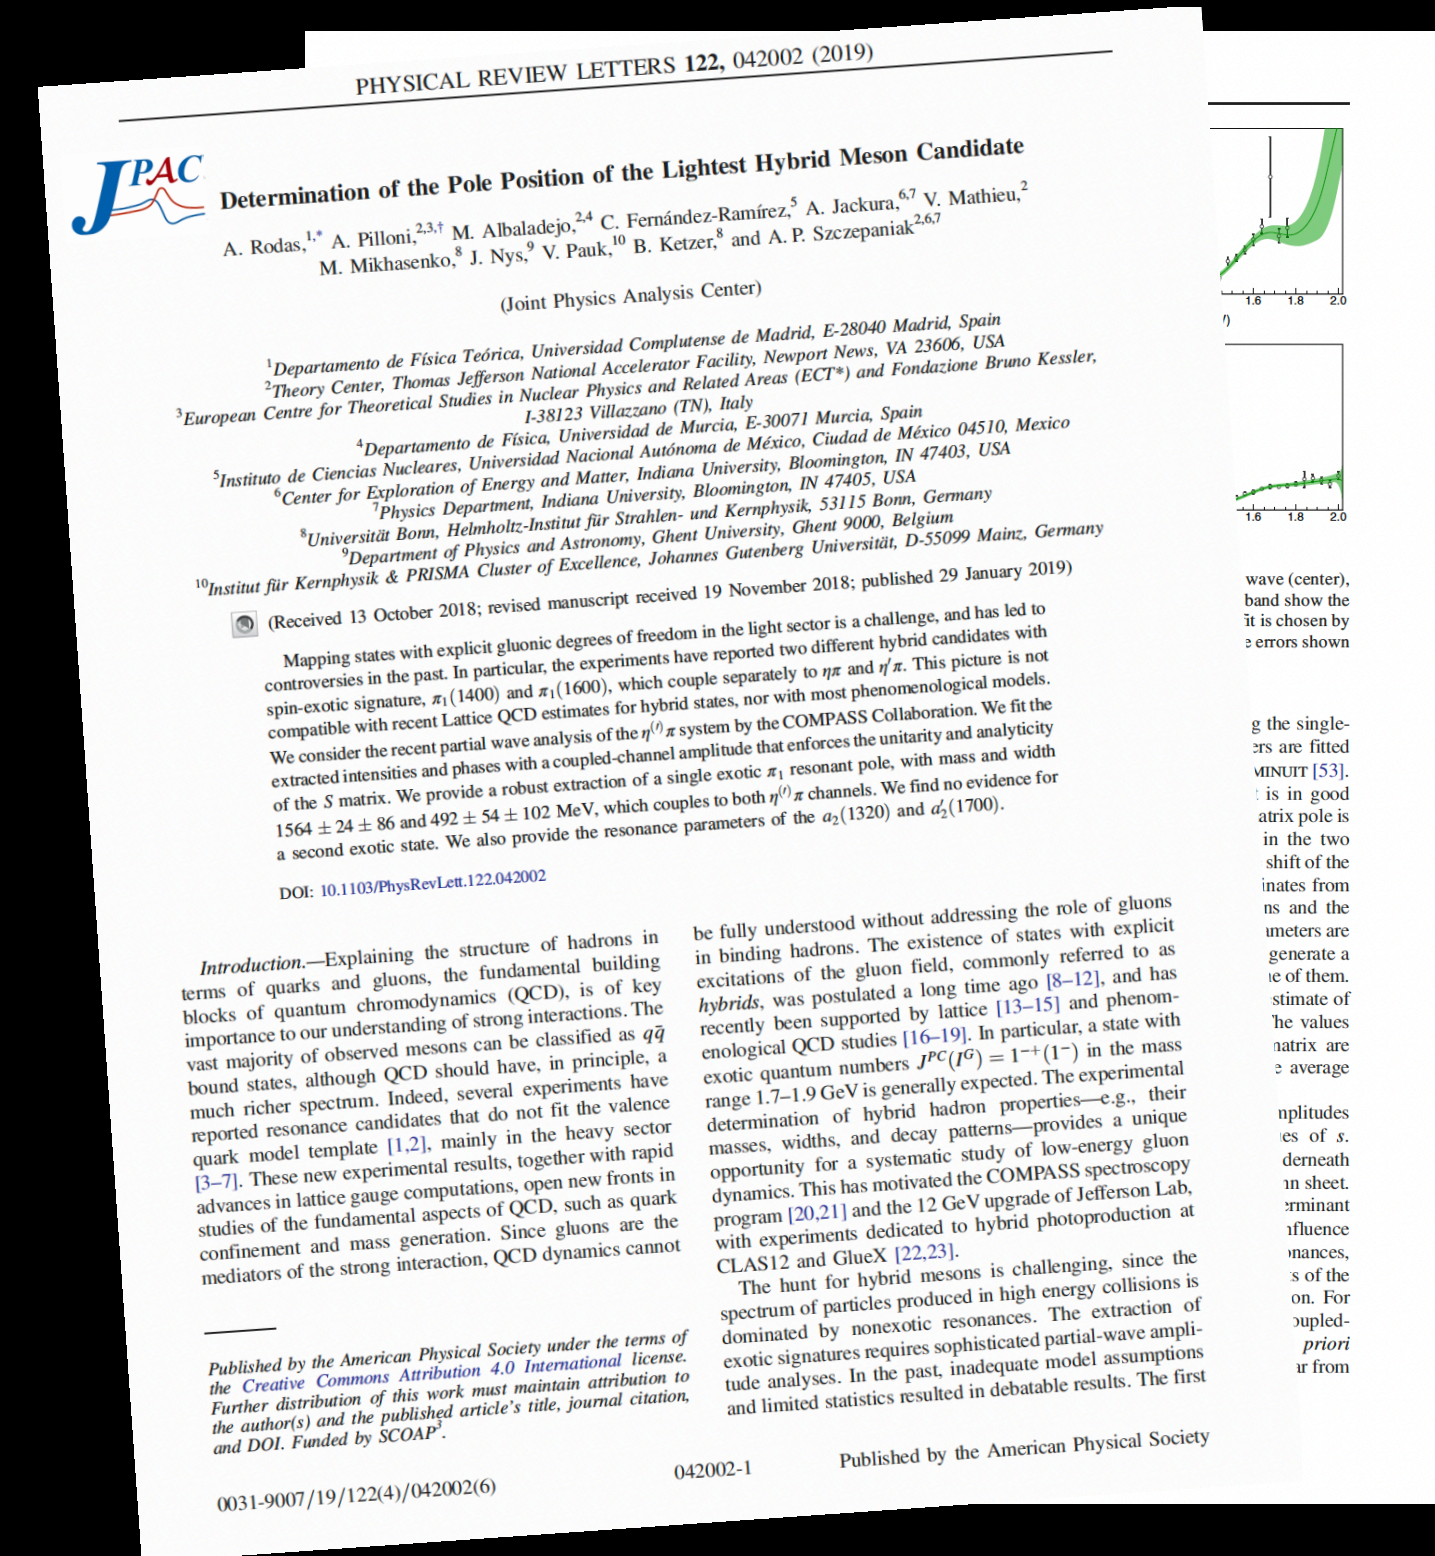 PHYSICAL REVIEW LETTERS 122, 042002 (2019)
JPAC
Determination of the Pole Position of the Lightest Hybrid Meson Candidate
A. Rodas,1,* A. Pilloni,2,3,† M. Albaladejo,2,4 C. Fernández-Ramírez,5 A. Jackura,6,7 V. Mathieu,2
M. Mikhasenko,8 J. Nys,9 V. Pauk,10 B. Ketzer,8 and A. P. Szczepaniak2,6,7
(Joint Physics Analysis Center)
1Departamento de Física Teórica, Universidad Complutense de Madrid, E-28040 Madrid, Spain
2Theory Center, Thomas Jefferson National Accelerator Facility, Newport News, VA 23606, USA
3European Centre for Theoretical Studies in Nuclear Physics and Related Areas (ECT*) and Fondazione Bruno Kessler,
I-38123 Villazzano (TN), Italy
4Departamento de Física, Universidad de Murcia, E-30071 Murcia, Spain
5Instituto de Ciencias Nucleares, Universidad Nacional Autónoma de México, Ciudad de México 04510, Mexico
6Center for Exploration of Energy and Matter, Indiana University, Bloomington, IN 47403, USA
7Physics Department, Indiana University, Bloomington, IN 47405, USA
8Universität Bonn, Helmholtz-Institut für Strahlen- und Kernphysik, 53115 Bonn, Germany
9Department of Physics and Astronomy, Ghent University, Ghent 9000, Belgium
10Institut für Kernphysik & PRISMA Cluster of Excellence, Johannes Gutenberg Universität, D-55099 Mainz, Germany
(Received 13 October 2018; revised manuscript received 19 November 2018; published 29 January 2019)
Mapping states with explicit gluonic degrees of freedom in the light sector is a challenge, and has led to
controversies in the past. In particular, the experiments have reported two different hybrid candidates with
spin-exotic signature, π1(1400) and π1(1600), which couple separately to ηπ and η′π. This picture is not
compatible with recent Lattice QCD estimates for hybrid states, nor with most phenomenological models.
We consider the recent partial wave analysis of the η(′)π system by the COMPASS Collaboration. We fit the
extracted intensities and phases with a coupled-channel amplitude that enforces the unitarity and analyticity
of the S matrix. We provide a robust extraction of a single exotic π1 resonant pole, with mass and width
1564 ± 24 ± 86 and 492 ± 54 ± 102 MeV, which couples to both η(′)π channels. We find no evidence for
a second exotic state. We also provide the resonance parameters of the a2(1320) and a′2(1700).
DOI: 10.1103/PhysRevLett.122.042002
Introduction.—Explaining the structure of hadrons in
terms of quarks and gluons, the fundamental building
blocks of quantum chromodynamics (QCD), is of key
importance to our understanding of strong interactions. The
vast majority of observed mesons can be classified as qq̄
bound states, although QCD should have, in principle, a
much richer spectrum. Indeed, several experiments have
reported resonance candidates that do not fit the valence
quark model template [1,2], mainly in the heavy sector
[3–7]. These new experimental results, together with rapid
advances in lattice gauge computations, open new fronts in
studies of the fundamental aspects of QCD, such as quark
confinement and mass generation. Since gluons are the
mediators of the strong interaction, QCD dynamics cannot
Published by the American Physical Society under the terms of
the Creative Commons Attribution 4.0 International license.
Further distribution of this work must maintain attribution to
the author(s) and the published article's title, journal citation,
and DOI. Funded by SCOAP3.
be fully understood without addressing the role of gluons
in binding hadrons. The existence of states with explicit
excitations of the gluon field, commonly referred to as
hybrids, was postulated a long time ago [8–12], and has
recently been supported by lattice [13–15] and phenom-
enological QCD studies [16–19]. In particular, a state with
exotic quantum numbers JPC(IG) = 1−+(1−) in the mass
range 1.7–1.9 GeV is generally expected. The experimental
determination of hybrid hadron properties—e.g., their
masses, widths, and decay patterns—provides a unique
opportunity for a systematic study of low-energy gluon
dynamics. This has motivated the COMPASS spectroscopy
program [20,21] and the 12 GeV upgrade of Jefferson Lab,
with experiments dedicated to hybrid photoproduction at
CLAS12 and GlueX [22,23].
The hunt for hybrid mesons is challenging, since the
spectrum of particles produced in high energy collisions is
dominated by nonexotic resonances. The extraction of
exotic signatures requires sophisticated partial-wave ampli-
tude analyses. In the past, inadequate model assumptions
and limited statistics resulted in debatable results. The first
0031-9007/19/122(4)/042002(6)
042002-1
Published by the American Physical Society
1.6 1.8 2.0
1.6 1.8 2.0
wave (center),
band show the
fit is chosen by
errors shown
g the single-
ers are fitted
MINUIT [53].
is in good
atrix pole is
in the two
shift of the
inates from
ns and the
ameters are
generate a
ue of them.
stimate of
The values
natrix are
average
mplitudes
ies of s.
derneath
nn sheet.
erminant
nfluence
onances,
s of the
on. For
oupled-
priori
ar from